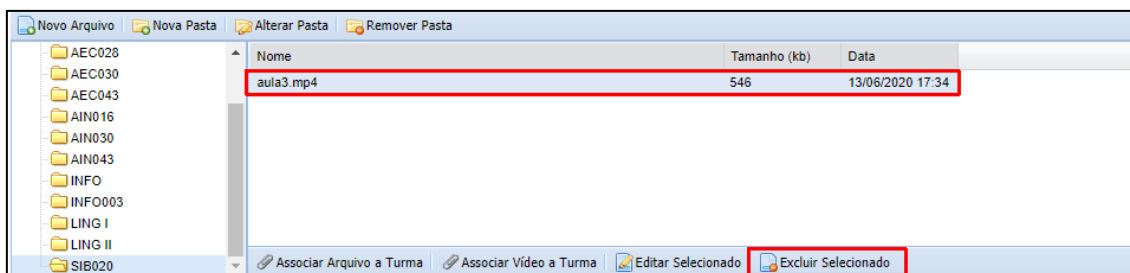 Novo Arquivo Nova Pasta Alterar Pasta Remover Pasta
AEC028
AEC030
AEC043
AIN016
AIN030
AIN043
INFO
INFO003
LING I
LING II
SIB020
Nome Tamanho (kb) Data
aula3.mp4 546 13/06/2020 17:34
Associar Arquivo a Turma Associar Vídeo a Turma Editar Selecionado Excluir Selecionado